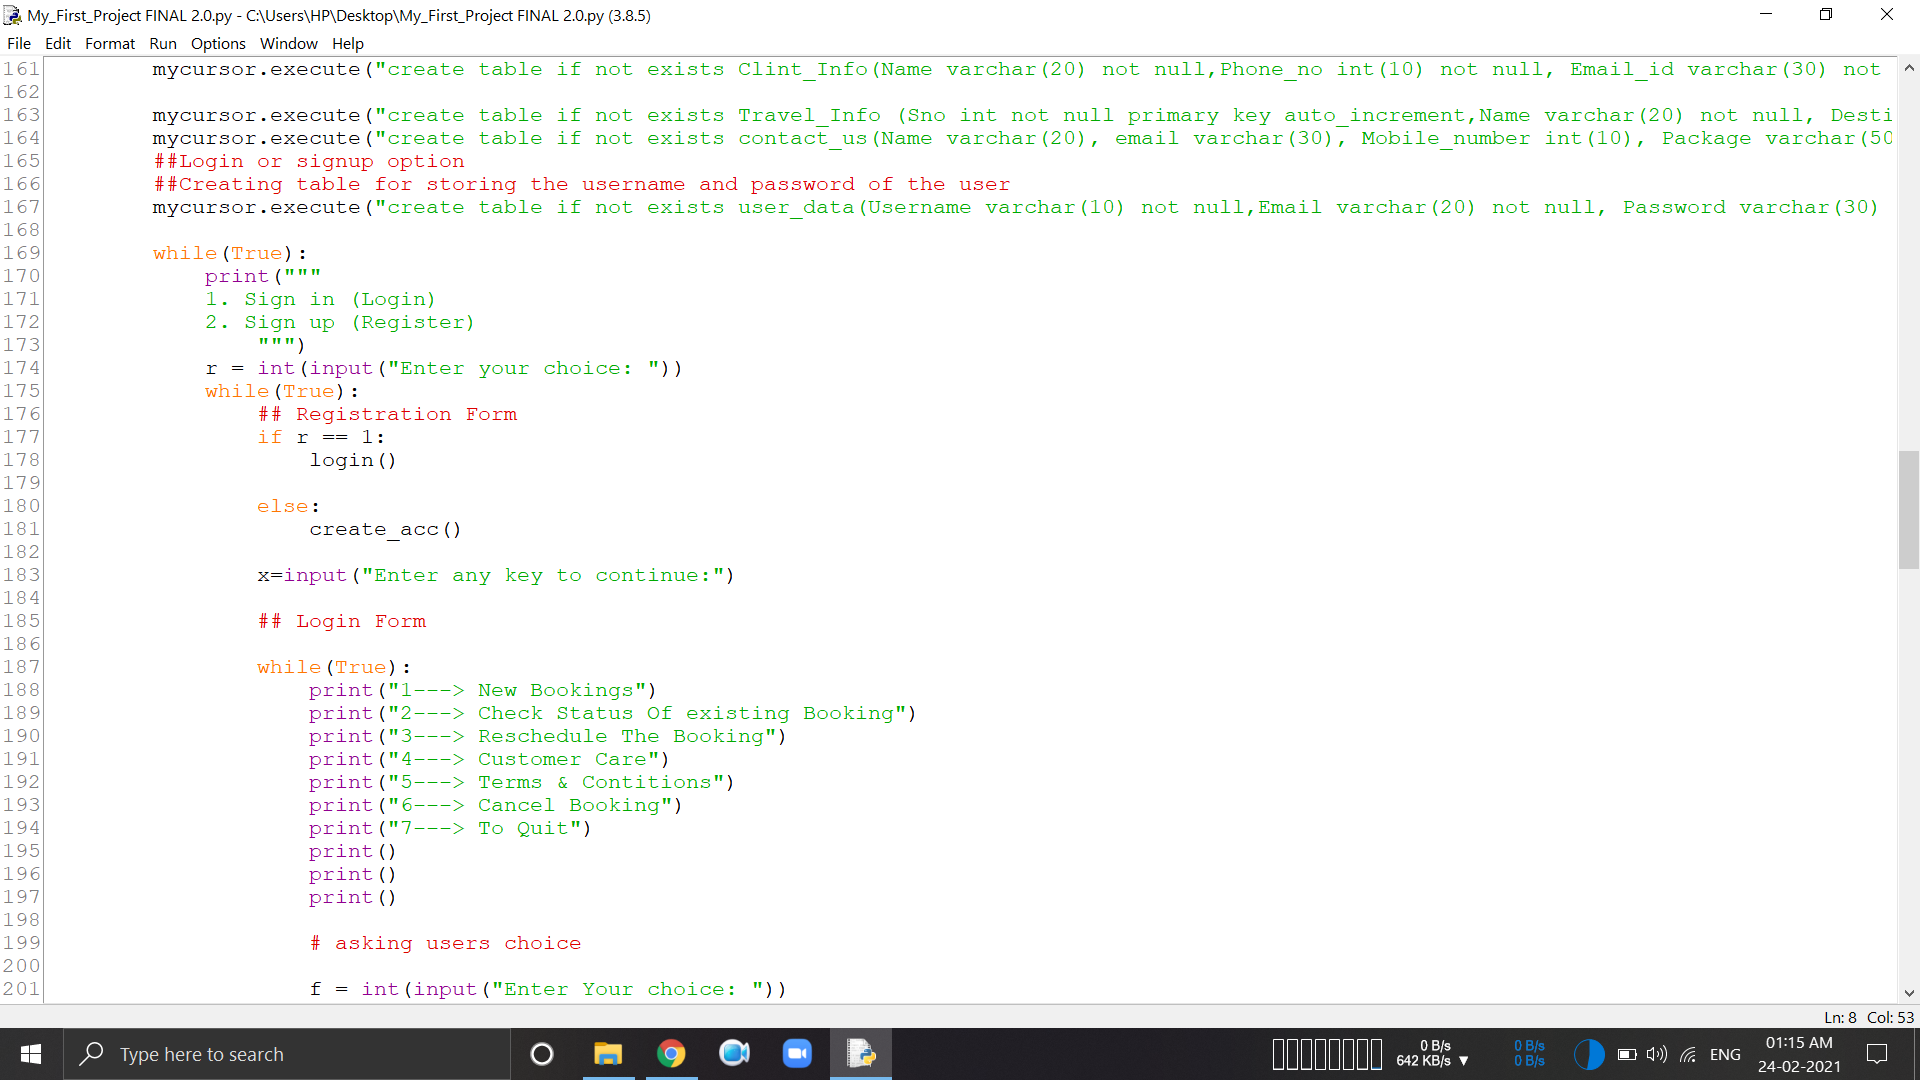 My_First_Project FINAL 2.0.py - C:\Users\HP\Desktop\My_First_Project FINAL 2.0.py (3.8.5)
File Edit Format Run Options Window Help
161 mycursor.execute("create table if not exists Clint_Info(Name varchar(20) not null,Phone_no int(10) not null, Email_id varchar(30) not
162
163 mycursor.execute("create table if not exists Travel_Info (Sno int not null primary key auto_increment,Name varchar(20) not null, Desti
164 mycursor.execute("create table if not exists contact_us(Name varchar(20), email varchar(30), Mobile_number int(10), Package varchar(50
165 ##Login or signup option
166 ##Creating table for storing the username and password of the user
167 mycursor.execute("create table if not exists user_data(Username varchar(10) not null,Email varchar(20) not null, Password varchar(30)
168
169 while(True):
170 print("""
171 1. Sign in (Login)
172 2. Sign up (Register)
173 """)
174 r = int(input("Enter your choice: "))
175 while(True):
176 ## Registration Form
177 if r == 1:
178 login()
179
180 else:
181 create_acc()
182
183 x=input("Enter any key to continue:")
184
185 ## Login Form
186
187 while(True):
188 print("1---> New Bookings")
189 print("2---> Check Status Of existing Booking")
190 print("3---> Reschedule The Booking")
191 print("4---> Customer Care")
192 print("5---> Terms & Contitions")
193 print("6---> Cancel Booking")
194 print("7---> To Quit")
195 print()
196 print()
197 print()
198
199 # asking users choice
200
201 f = int(input("Enter Your choice: "))
Ln: 8 Col: 53
Type here to search
0 B/s
642 KB/s
0 B/s
0 B/s
ENG
01:15 AM
24-02-2021